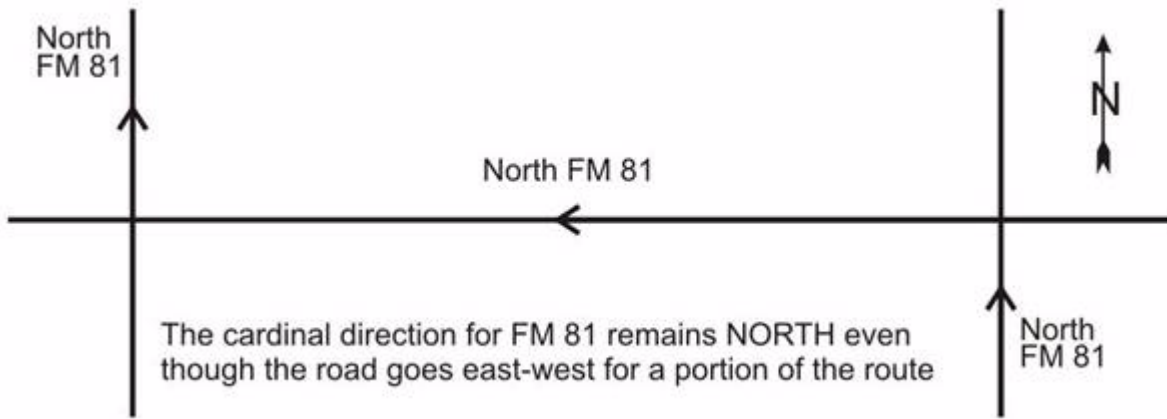 North
FM 81
N
North FM 81
The cardinal direction for FM 81 remains NORTH even
though the road goes east-west for a portion of the route
North
FM 81